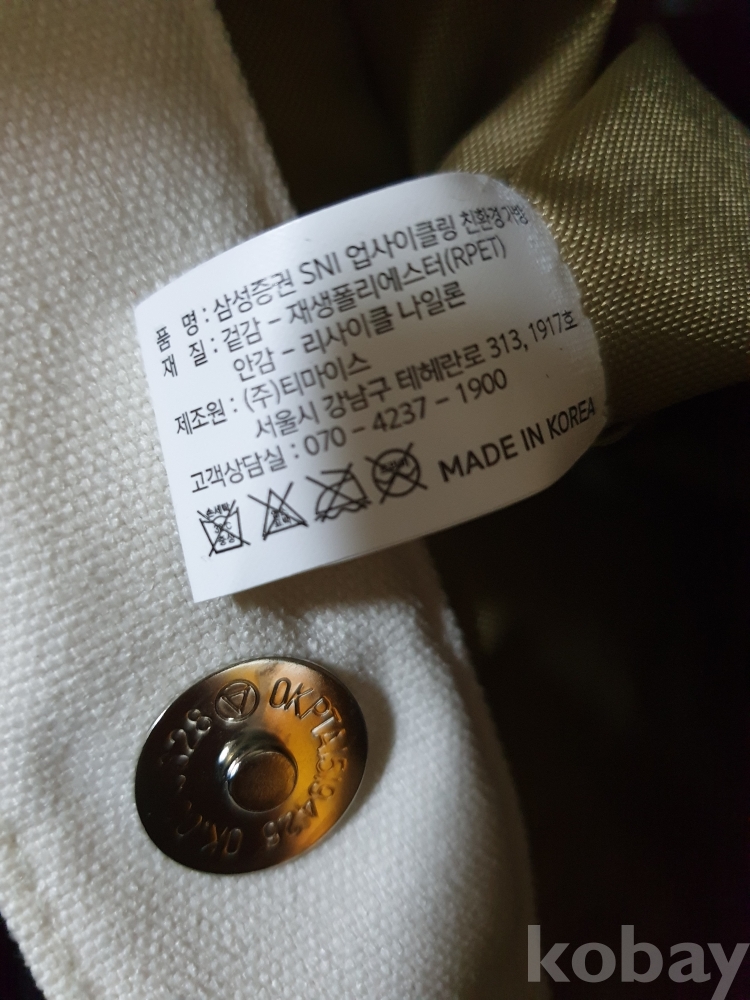 품 명 : 삼성증권 SNI 업사이클링 친환경가방
재 질 : 겉감 - 재생폴리에스터(RPET)
안감 - 리사이클 나일론
제조원 : (주)티마이스
서울시 강남구 테헤란로 313, 1917호
고객상담실 : 070 - 4237 - 1900
손세탁
MADE IN KOREA
kobay